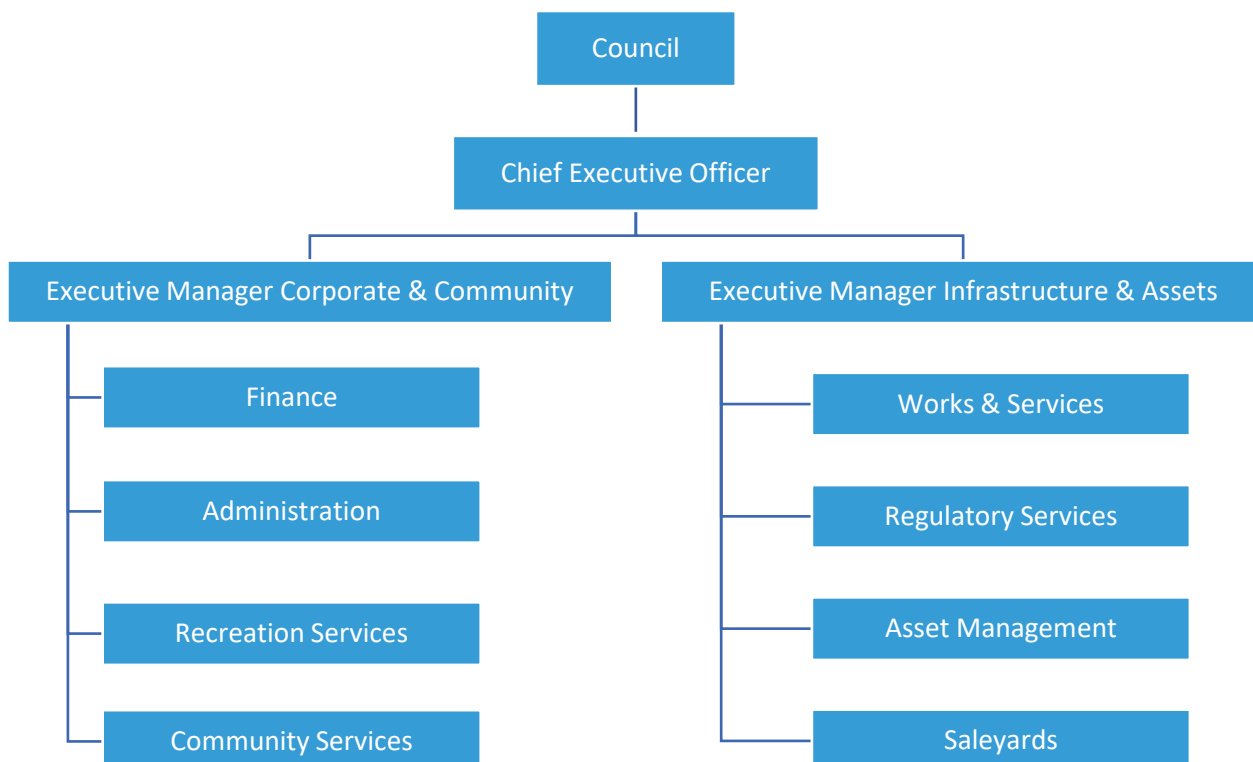 Council
Chief Executive Officer
Executive Manager Corporate & Community
Executive Manager Infrastructure & Assets
Finance
Administration
Recreation Services
Community Services
Works & Services
Regulatory Services
Asset Management
Saleyards